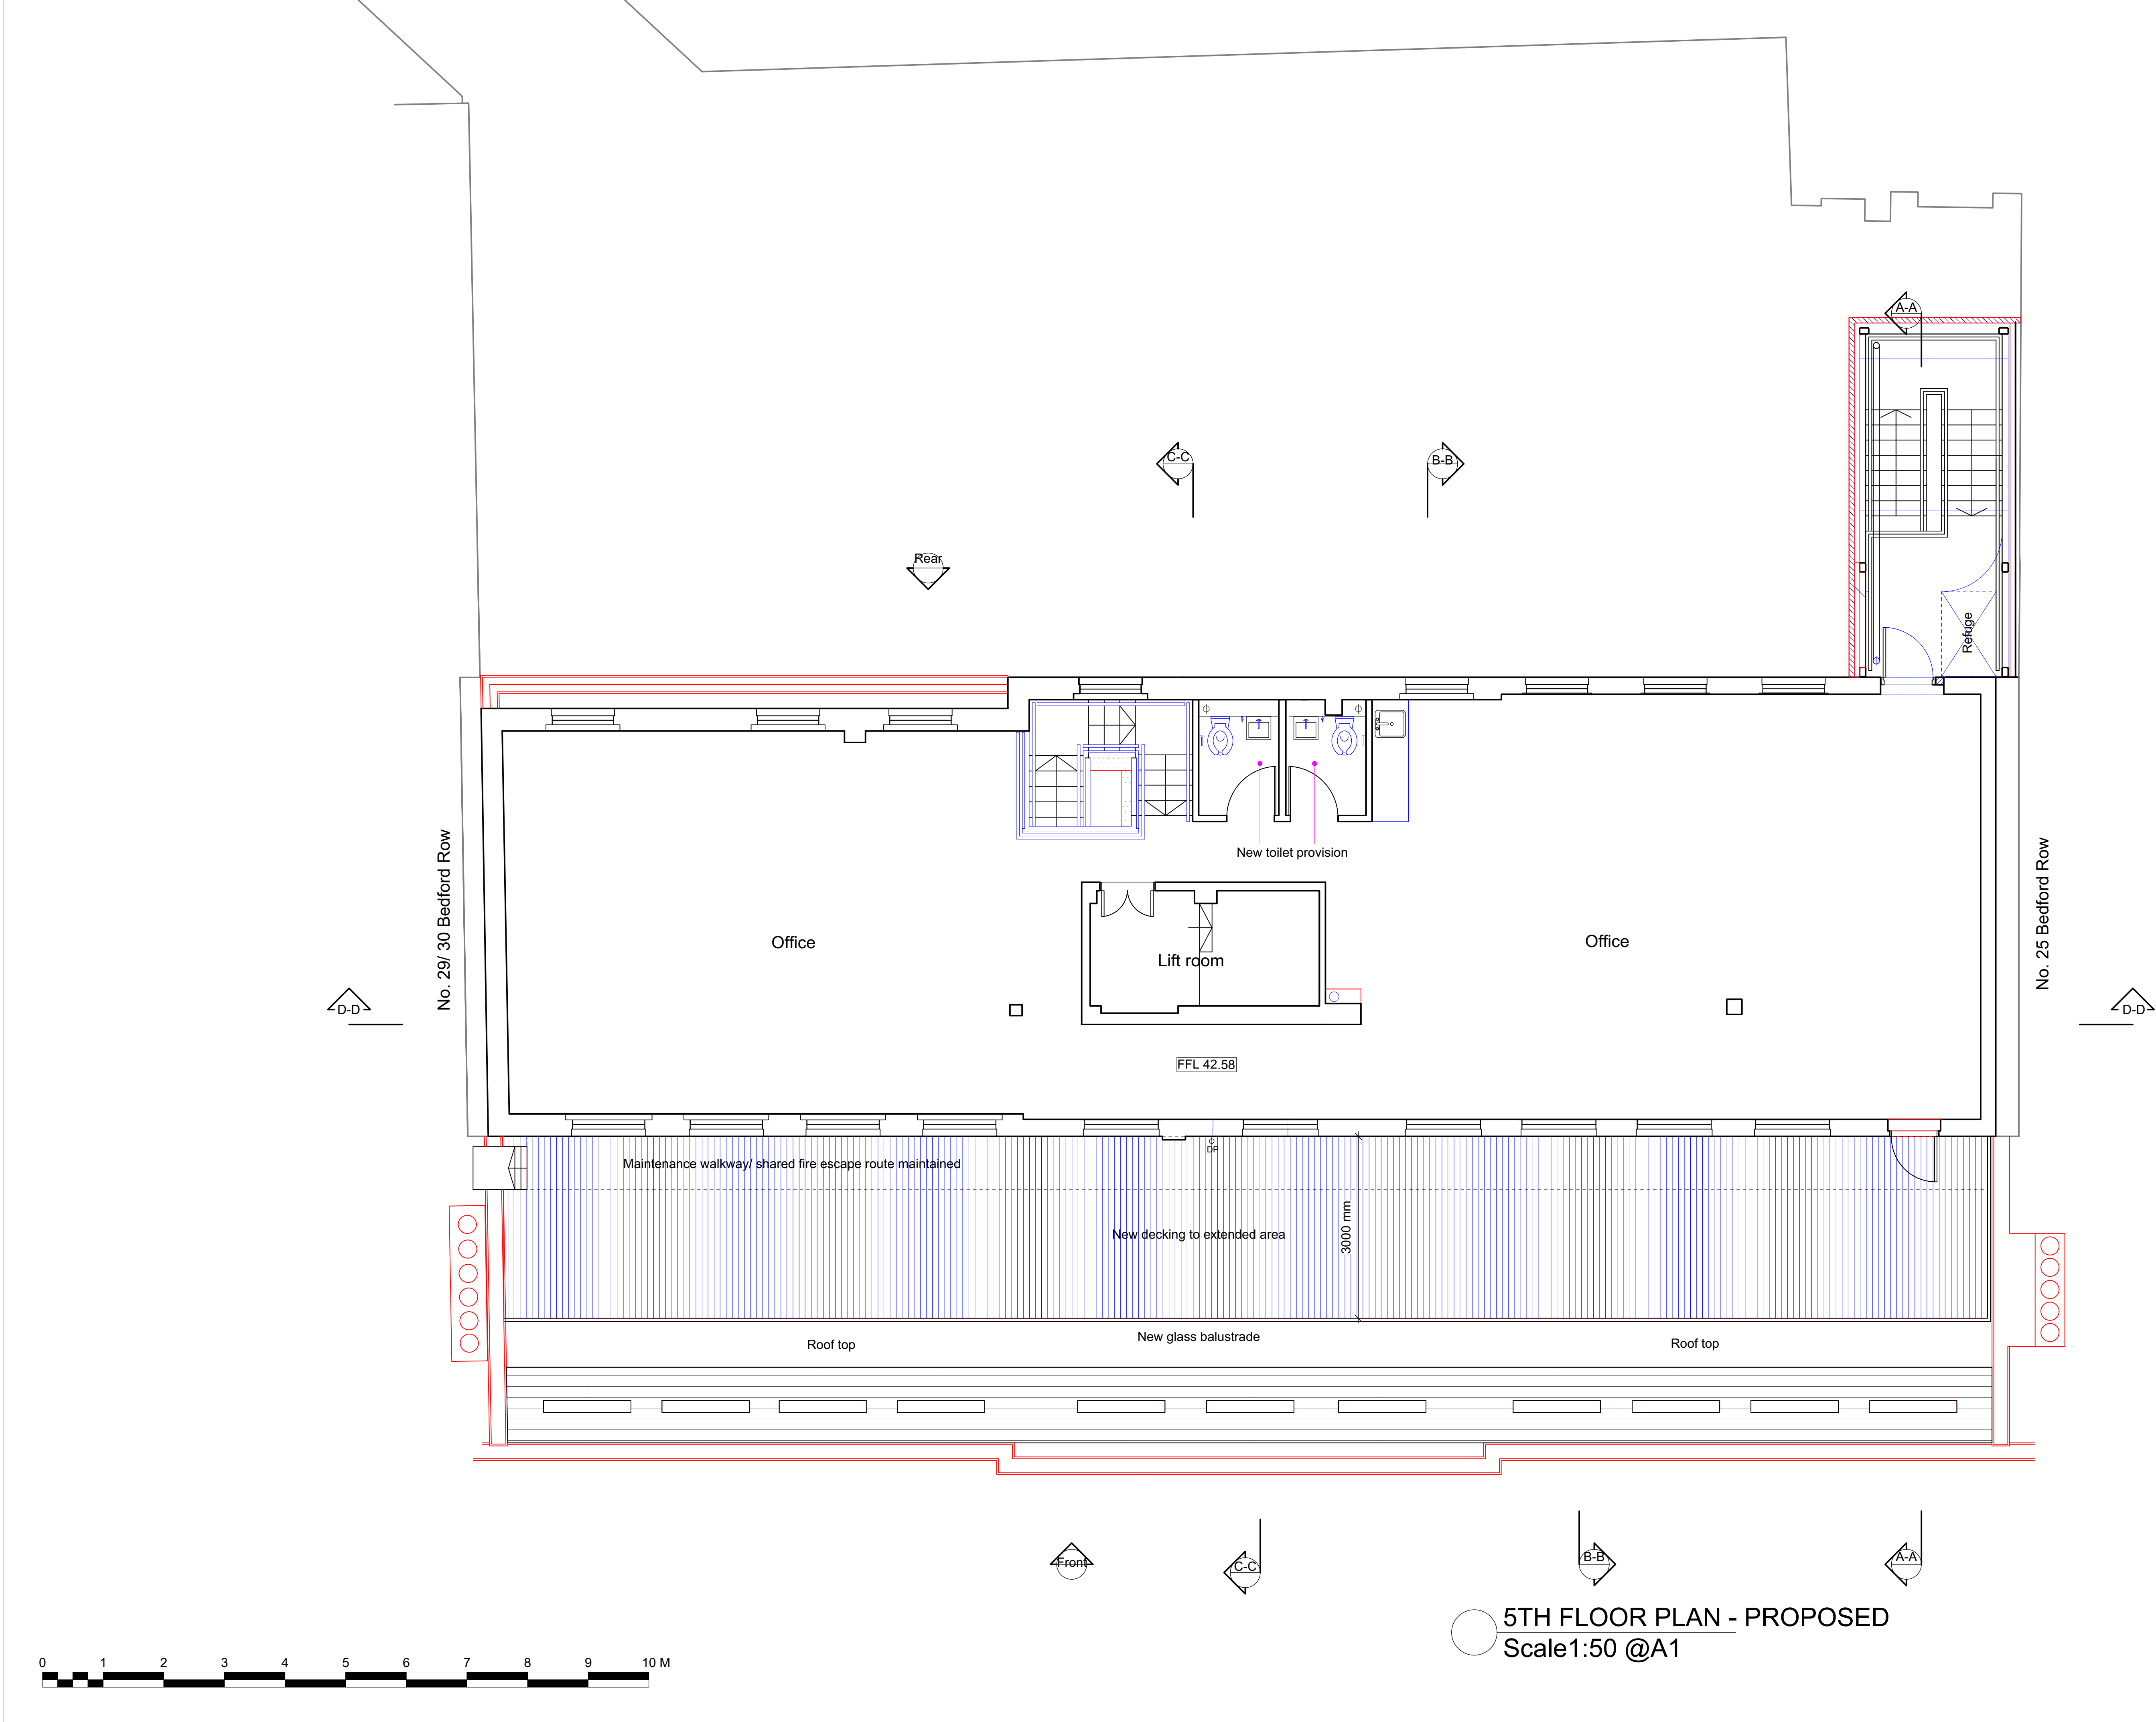 A-A
C-C
B-B
Rear
Refuge
New toilet provision
No. 29/ 30 Bedford Row
No. 25 Bedford Row
Office
Lift room
Office
D-D
D-D
FFL 42.58
DP
Maintenance walkway/ shared fire escape route maintained
New decking to extended area
3000 mm
Roof top
New glass balustrade
Roof top
Front
C-C
B-B
A-A
5TH FLOOR PLAN - PROPOSED
Scale1:50 @A1
0 1 2 3 4 5 6 7 8 9 10 M